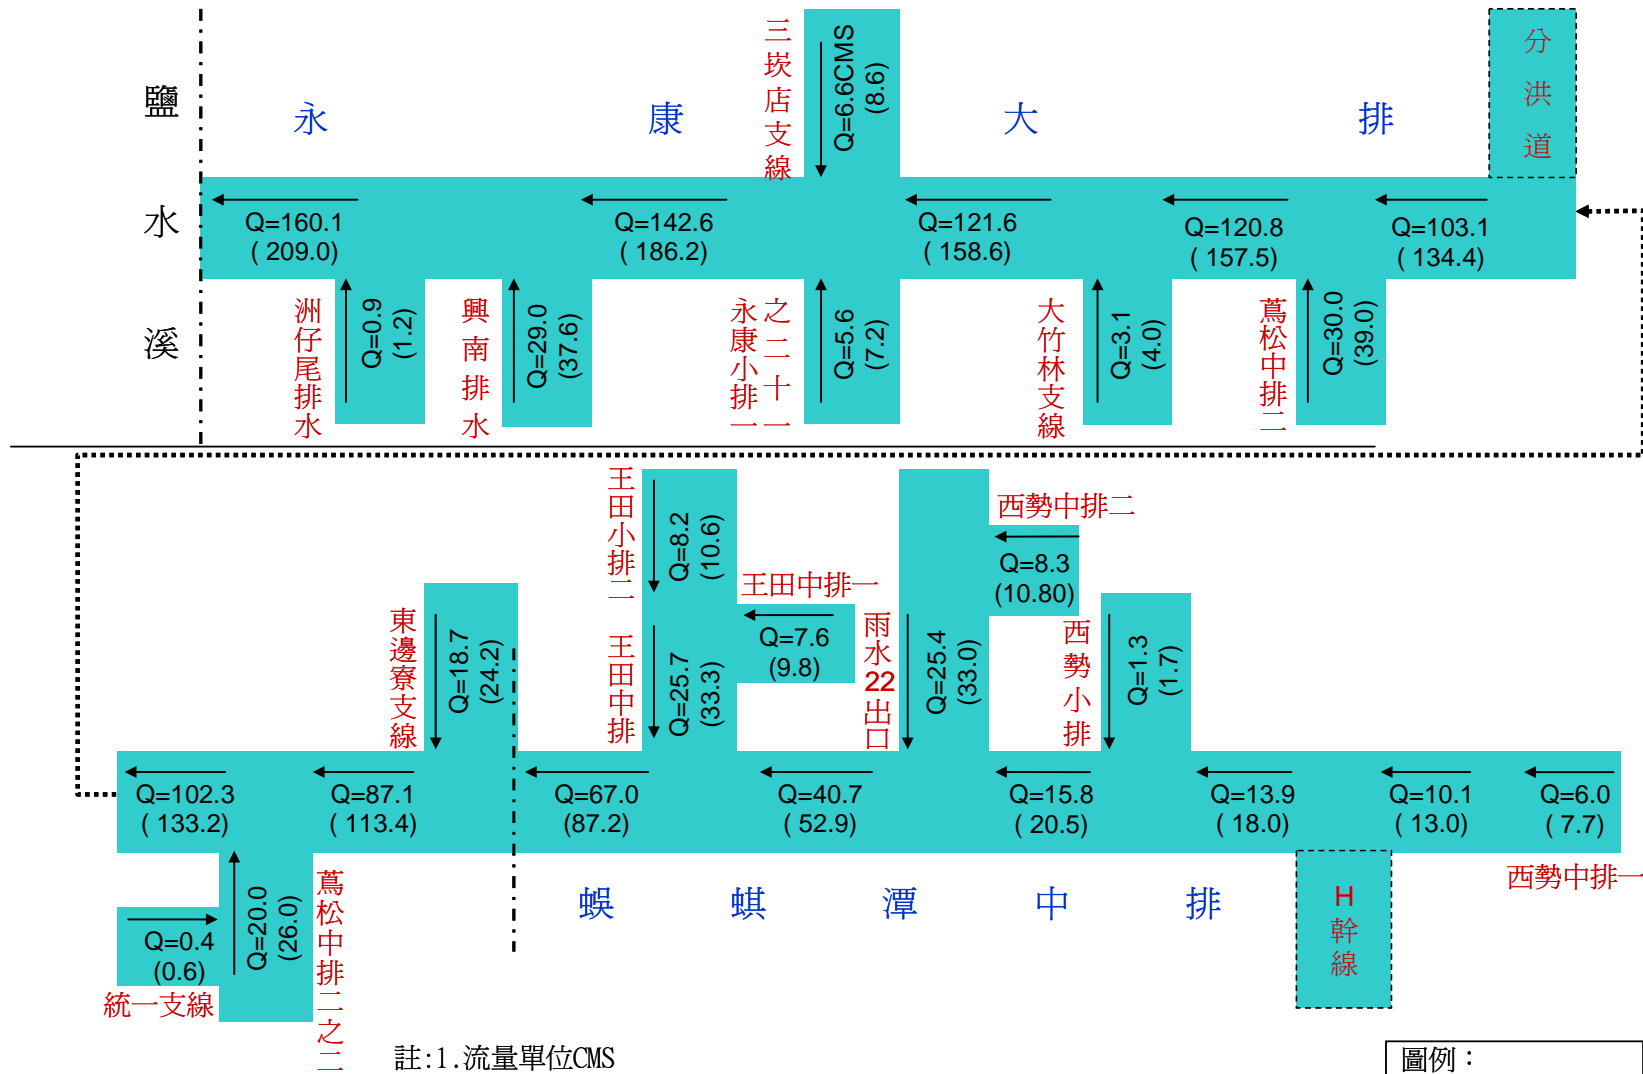 鹽水溪
永康大排
分洪道
三崁店支線
Q=6.6CMS
(8.6)
Q=160.1
( 209.0)
Q=142.6
( 186.2)
Q=121.6
( 158.6)
Q=120.8
( 157.5)
Q=103.1
( 134.4)
洲仔尾排水
Q=0.9
(1.2)
興南排水
Q=29.0
(37.6)
永康小排一
之二十一
Q=5.6
(7.2)
大竹林支線
Q=3.1
(4.0)
蔦松中排二
Q=30.0
(39.0)
王田小排二
Q=8.2
(10.6)
西勢中排二
Q=8.3
(10.80)
王田中排一
Q=7.6
(9.8)
東邊寮支線
Q=18.7
(24.2)
王田中排
Q=25.7
(33.3)
雨水22出口
Q=25.4
(33.0)
西勢小排
Q=1.3
(1.7)
Q=102.3
( 133.2)
Q=87.1
( 113.4)
Q=67.0
(87.2)
Q=40.7
( 52.9)
Q=15.8
( 20.5)
Q=13.9
( 18.0)
Q=10.1
( 13.0)
Q=6.0
( 7.7)
西勢中排一
蜈蜞潭中排
H幹線
Q=0.4
(0.6)
統一支線
Q=20.0
(26.0)
蔦松中排二之二
註:1.流量單位CMS
圖例：